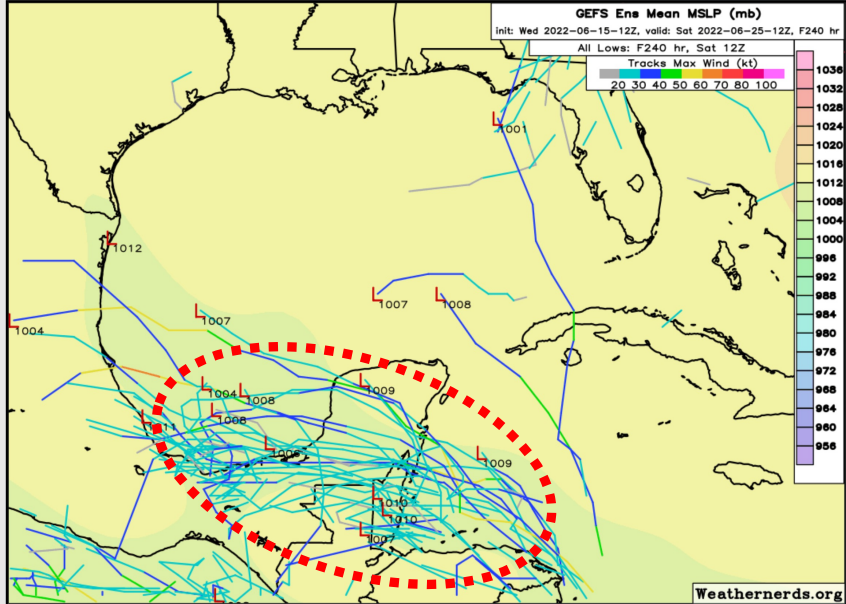 GEFS Ens Mean MSLP (mb)
init: Wed 2022-06-15-12Z, valid: Sat 2022-06-25-12Z, F240 hr
All Lows: F240 hr, Sat 12Z
Tracks Max Wind (kt)
20 30 40 50 60 70 80 100
1036
1032
1028
1024
1020
1016
1012
1008
1004
1000
996
992
988
984
980
976
972
968
964
960
956
L
1001
L
1012
L
1007
L
1008
L
1007
L
1004
L
1009
L
1004
L
1008
L
1008
L
1011
L
1006
L
1009
L
1010
L
1010
L
L
Weathernerds.org